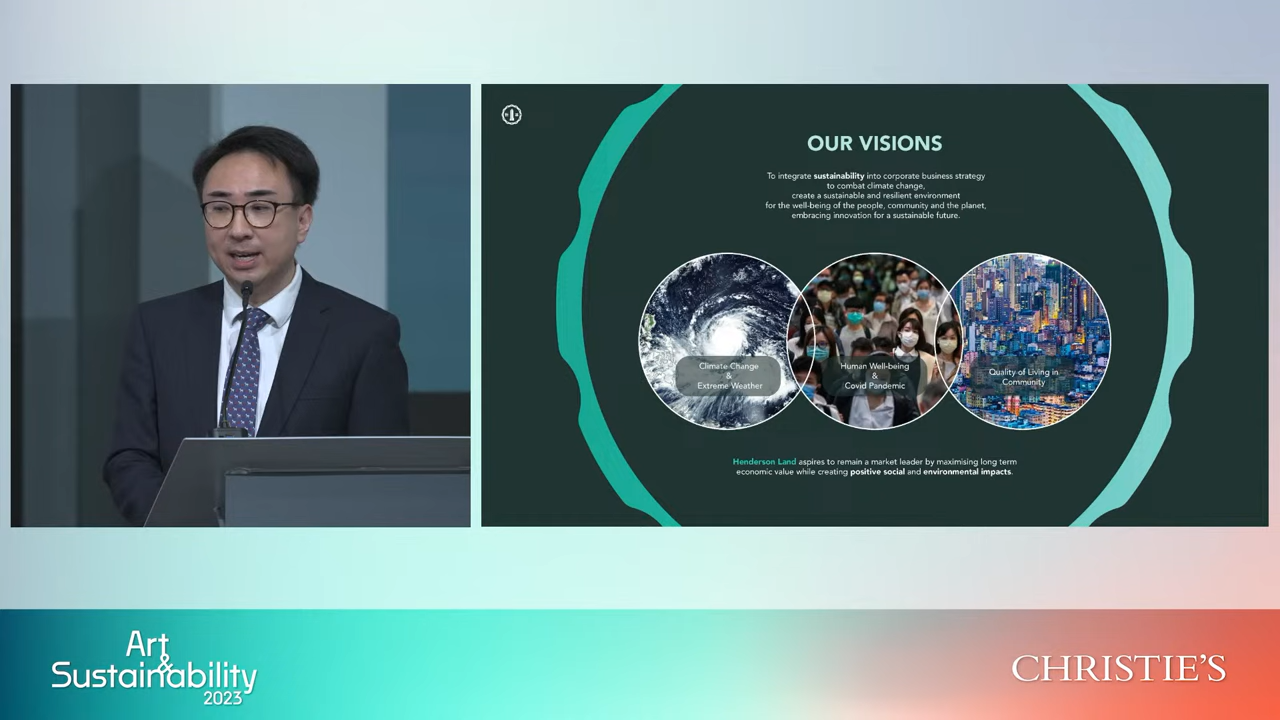 OUR VISIONS
To integrate sustainability into corporate business strategy
to combat climate change,
create a sustainable and resilient environment
for the well-being of the people, community and the planet,
embracing innovation for a sustainable future.
Climate Change
&
Extreme Weather
Human Well-being
&
Covid Pandemic
Quality of Living in
Community
Henderson Land aspires to remain a market leader by maximising long term
economic value while creating positive social and environmental impacts.
Art
&
Sustainability
2023
CHRISTIE'S